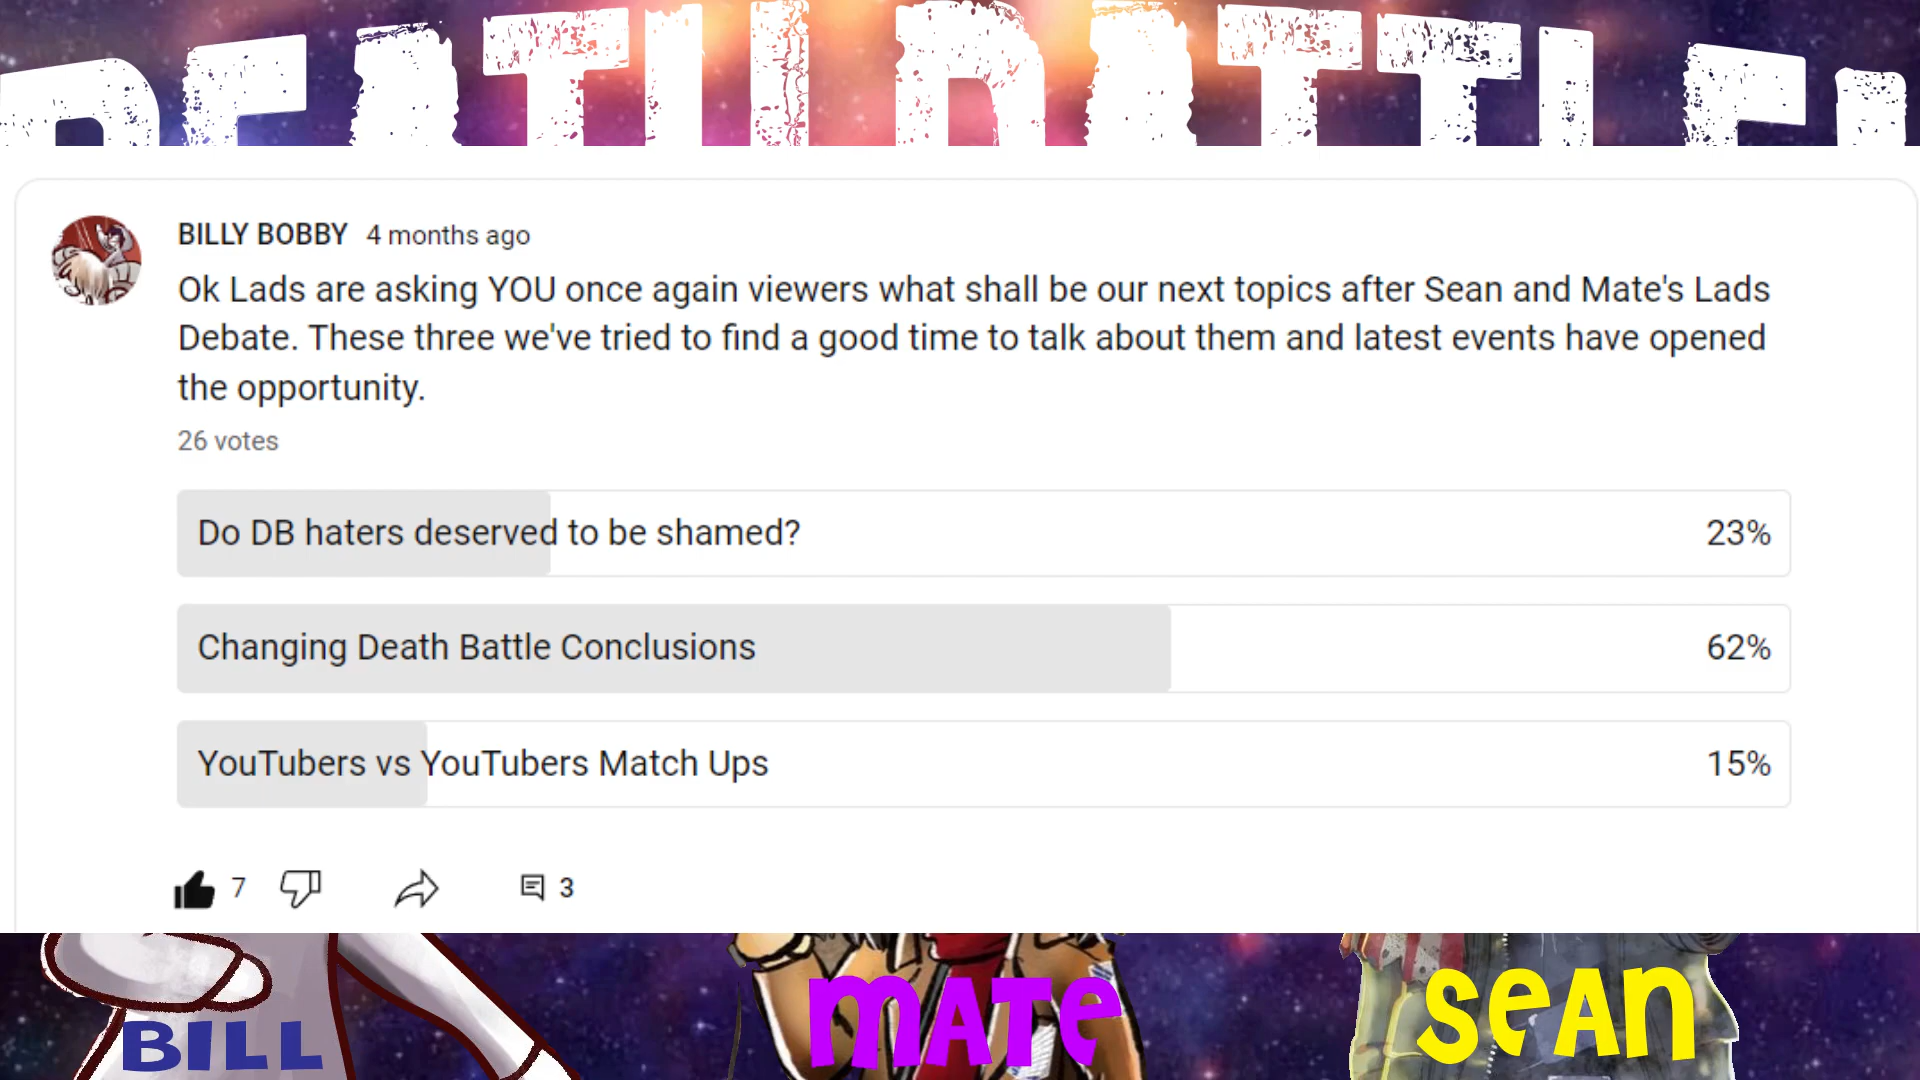 DEATH BATTLE
BILLY BOBBY 4 months ago
Ok Lads are asking YOU once again viewers what shall be our next topics after Sean and Mate's Lads
Debate. These three we've tried to find a good time to talk about them and latest events have opened
the opportunity.
26 votes
Do DB haters deserved to be shamed? 23%
Changing Death Battle Conclusions 62%
YouTubers vs YouTubers Match Ups 15%
7 3
BILL MATE SEAN